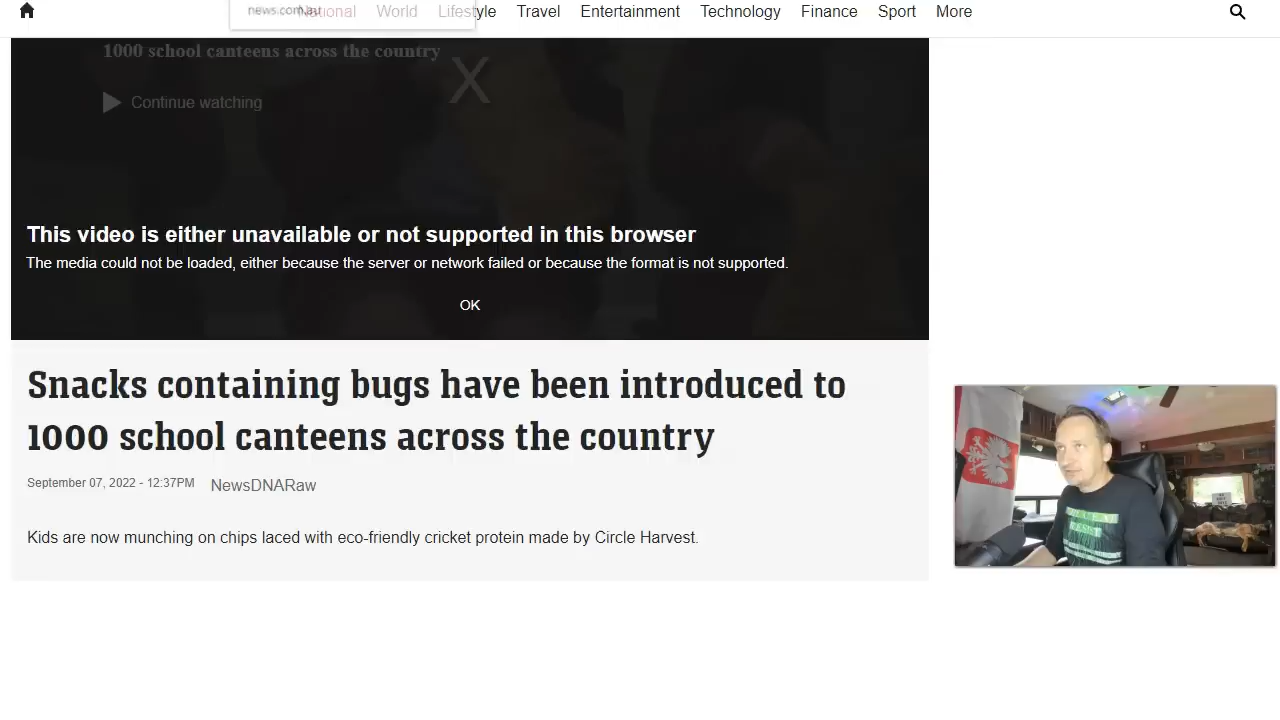 news.com.au
National World Lifestyle Travel Entertainment Technology Finance Sport More
1000 school canteens across the country
X
Continue watching
This video is either unavailable or not supported in this browser
The media could not be loaded, either because the server or network failed or because the format is not supported.
OK
Snacks containing bugs have been introduced to
1000 school canteens across the country
September 07, 2022 - 12:37PM NewsDNARaw
Kids are now munching on chips laced with eco-friendly cricket protein made by Circle Harvest.